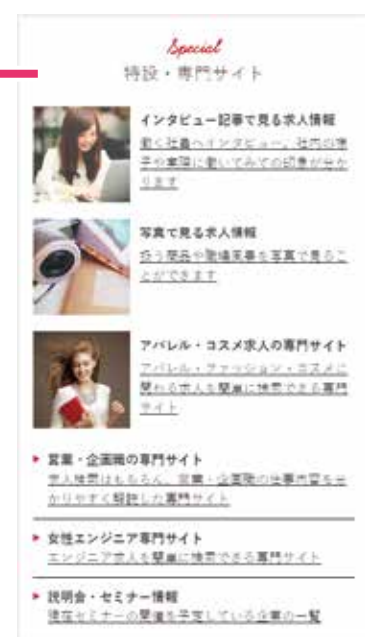 Special
特設・専門サイト
インタビュー記事で見る求人情報
働く社員へインタビュー。社内の様
子や実際に働いてみての印象が分か
ります
写真で見る求人情報
扱う商品や職場風景を写真で見るこ
とができます
アパレル・コスメ求人の専門サイト
アパレル・ファッション・コスメに
関わる求人を簡単に検索できる専門
サイト
営業・企画職の専門サイト
求人検索はもちろん、営業・企画職の仕事内容を分
かりやすく解説した専門サイト
女性エンジニア専門サイト
エンジニア求人を簡単に検索できる専門サイト
説明会・セミナー情報
現在セミナーの開催を予定している企業の一覧